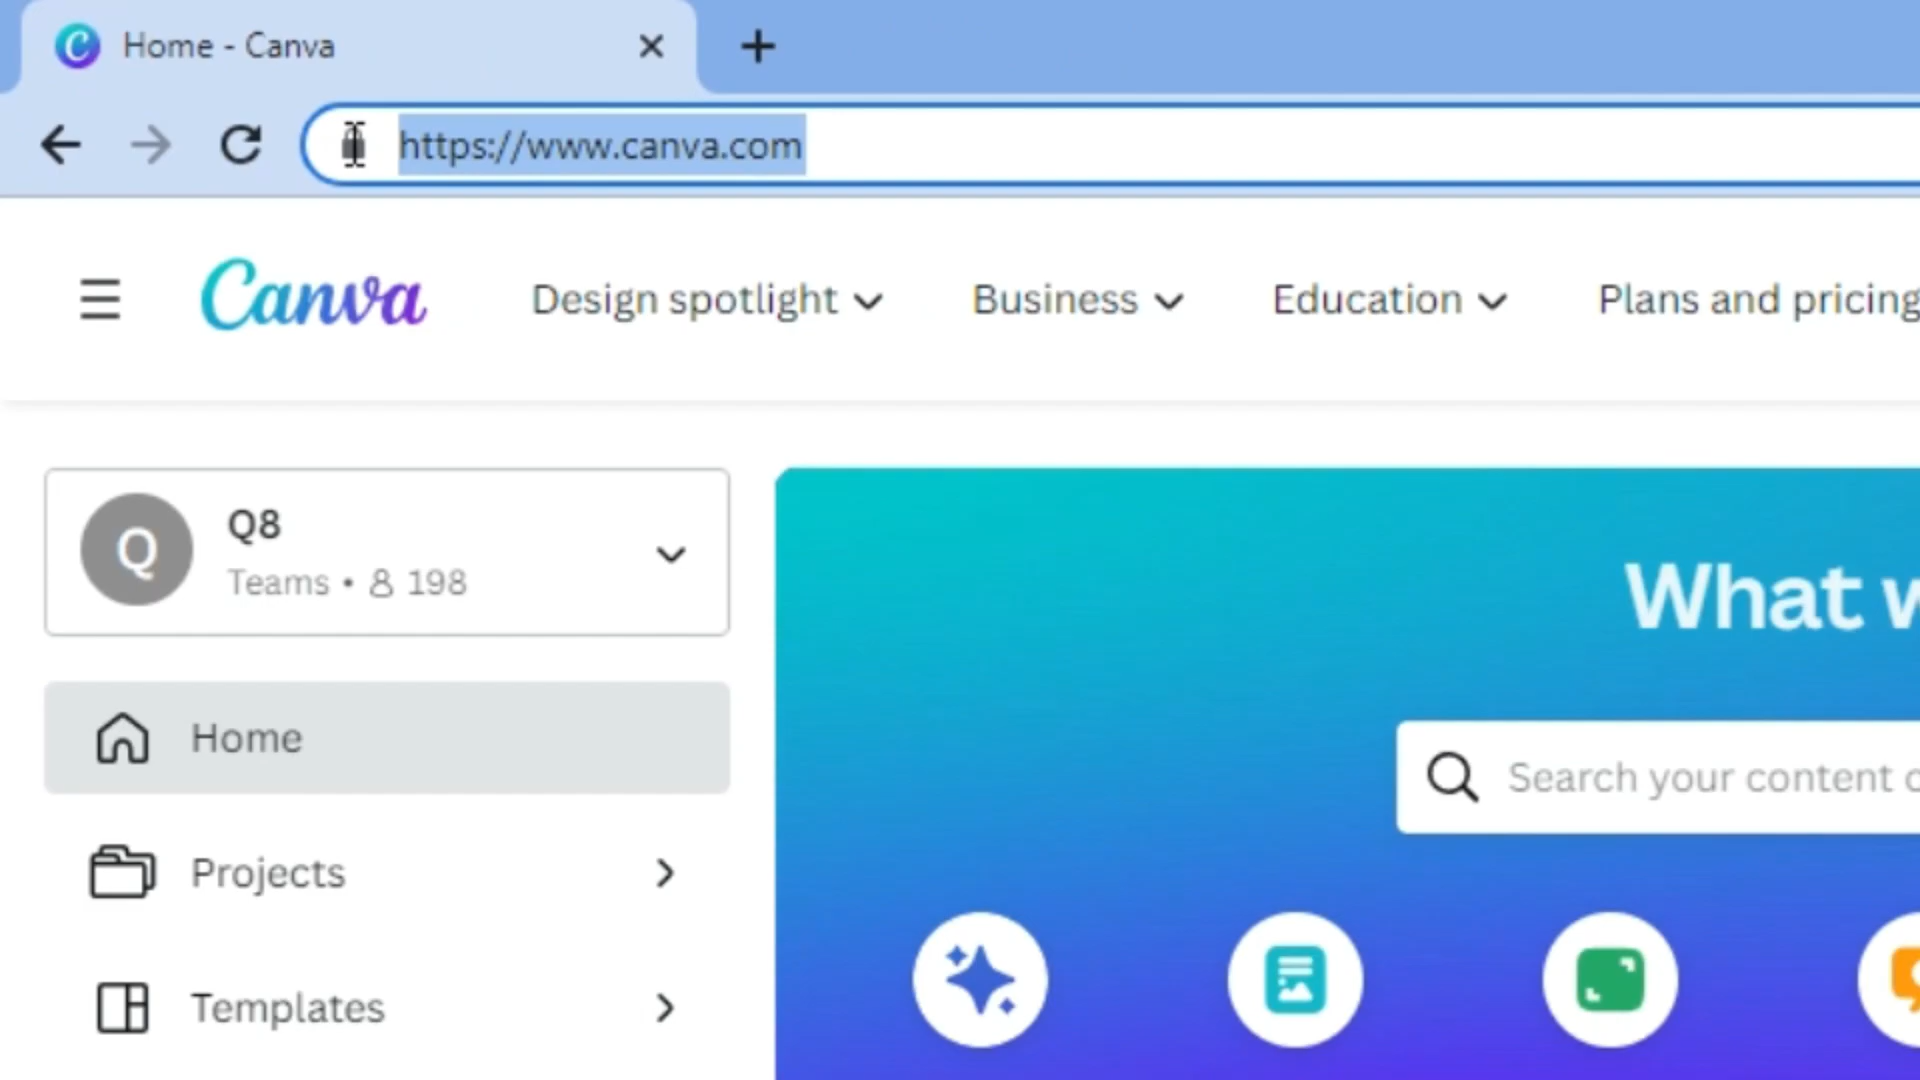 Home - Canva
https://www.canva.com
Canva
Design spotlight
Business
Education
Plans and pricing
Q
Q8
Teams • 198
What w
Home
Search your content o
Projects
Templates